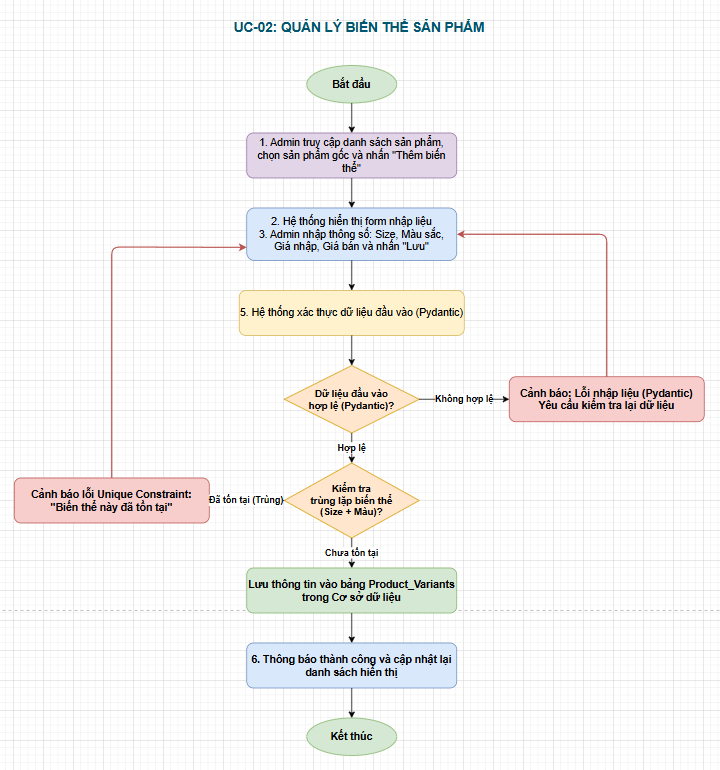 UC-02: QUẢN LÝ BIẾN THỂ SẢN PHẨM
Bắt đầu
1. Admin truy cập danh sách sản phẩm,
chọn sản phẩm gốc và nhấn "Thêm biến
thể"
2. Hệ thống hiển thị form nhập liệu
3. Admin nhập thông số: Size, Màu sắc,
Giá nhập, Giá bán và nhấn "Lưu"
5. Hệ thống xác thực dữ liệu đầu vào (Pydantic)
Dữ liệu đầu vào
hợp lệ (Pydantic)?
Không hợp lệ
Cảnh báo: Lỗi nhập liệu (Pydantic)
Yêu cầu kiểm tra lại dữ liệu
Hợp lệ
Kiểm tra
trùng lặp biến thể
(Size + Màu)?
Đã tồn tại (Trùng)
Cảnh báo lỗi Unique Constraint:
"Biến thể này đã tồn tại"
Chưa tồn tại
Lưu thông tin vào bảng Product_Variants
trong Cơ sở dữ liệu
6. Thông báo thành công và cập nhật lại
danh sách hiển thị
Kết thúc